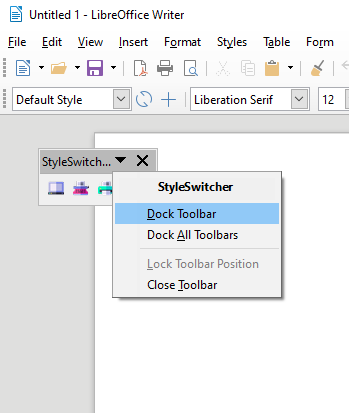 Untitled 1 - LibreOffice Writer
File Edit View Insert Format Styles Table Form
Default Style Liberation Serif 12
StyleSwitch...
StyleSwitcher
Dock Toolbar
Dock All Toolbars
Lock Toolbar Position
Close Toolbar